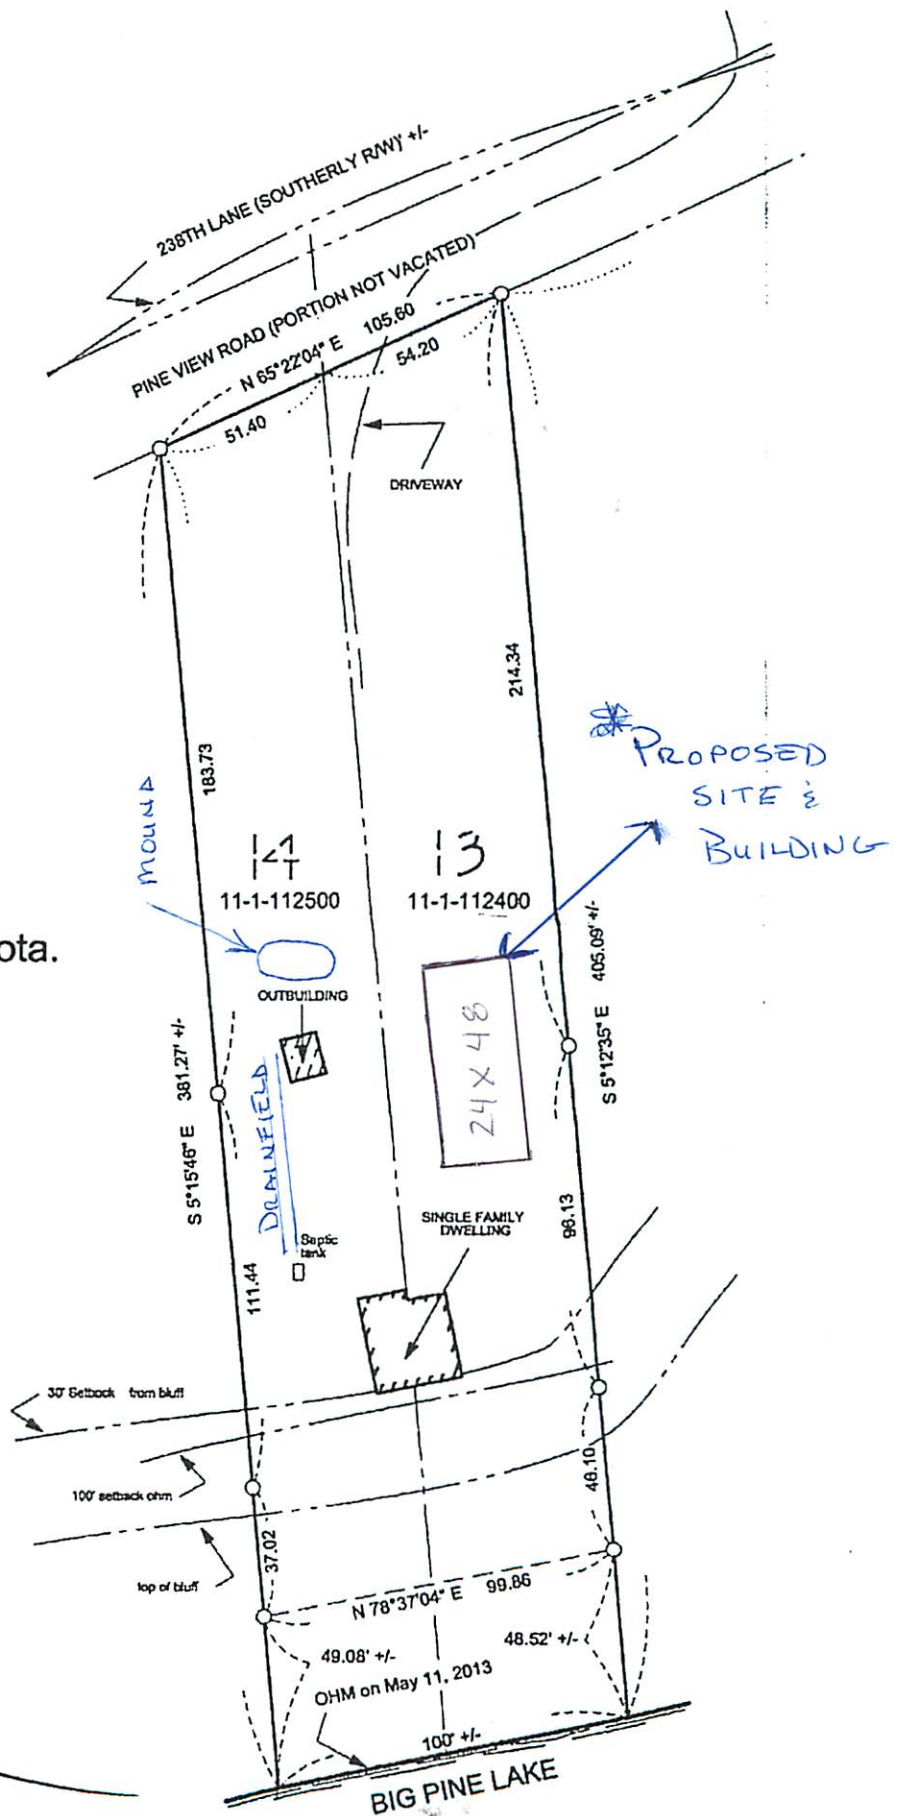 238TH LANE (SOUTHERLY R/W) +/-
PINE VIEW ROAD (PORTION NOT VACATED)
N 65°22'04" E 105.60
51.40
54.20
DRIVEWAY
214.34
183.73
* PROPOSED
SITE &
BUILDING
MOUND
14
13
11-1-112500
11-1-112400
ota.
OUTBUILDING
24 X 48
S 5°12'35" E 405.09' +/-
S 5°15'46" E 381.27' +/-
DRAINFIELD
Septic
tank
SINGLE FAMILY
DWELLING
96.13
111.44
30' Setback from bluff
100' setback ohm
top of bluff
46.10
37.02
N 78°37'04" E 99.86
49.08' +/-
48.52' +/-
OHM on May 11, 2013
100' +/-
BIG PINE LAKE